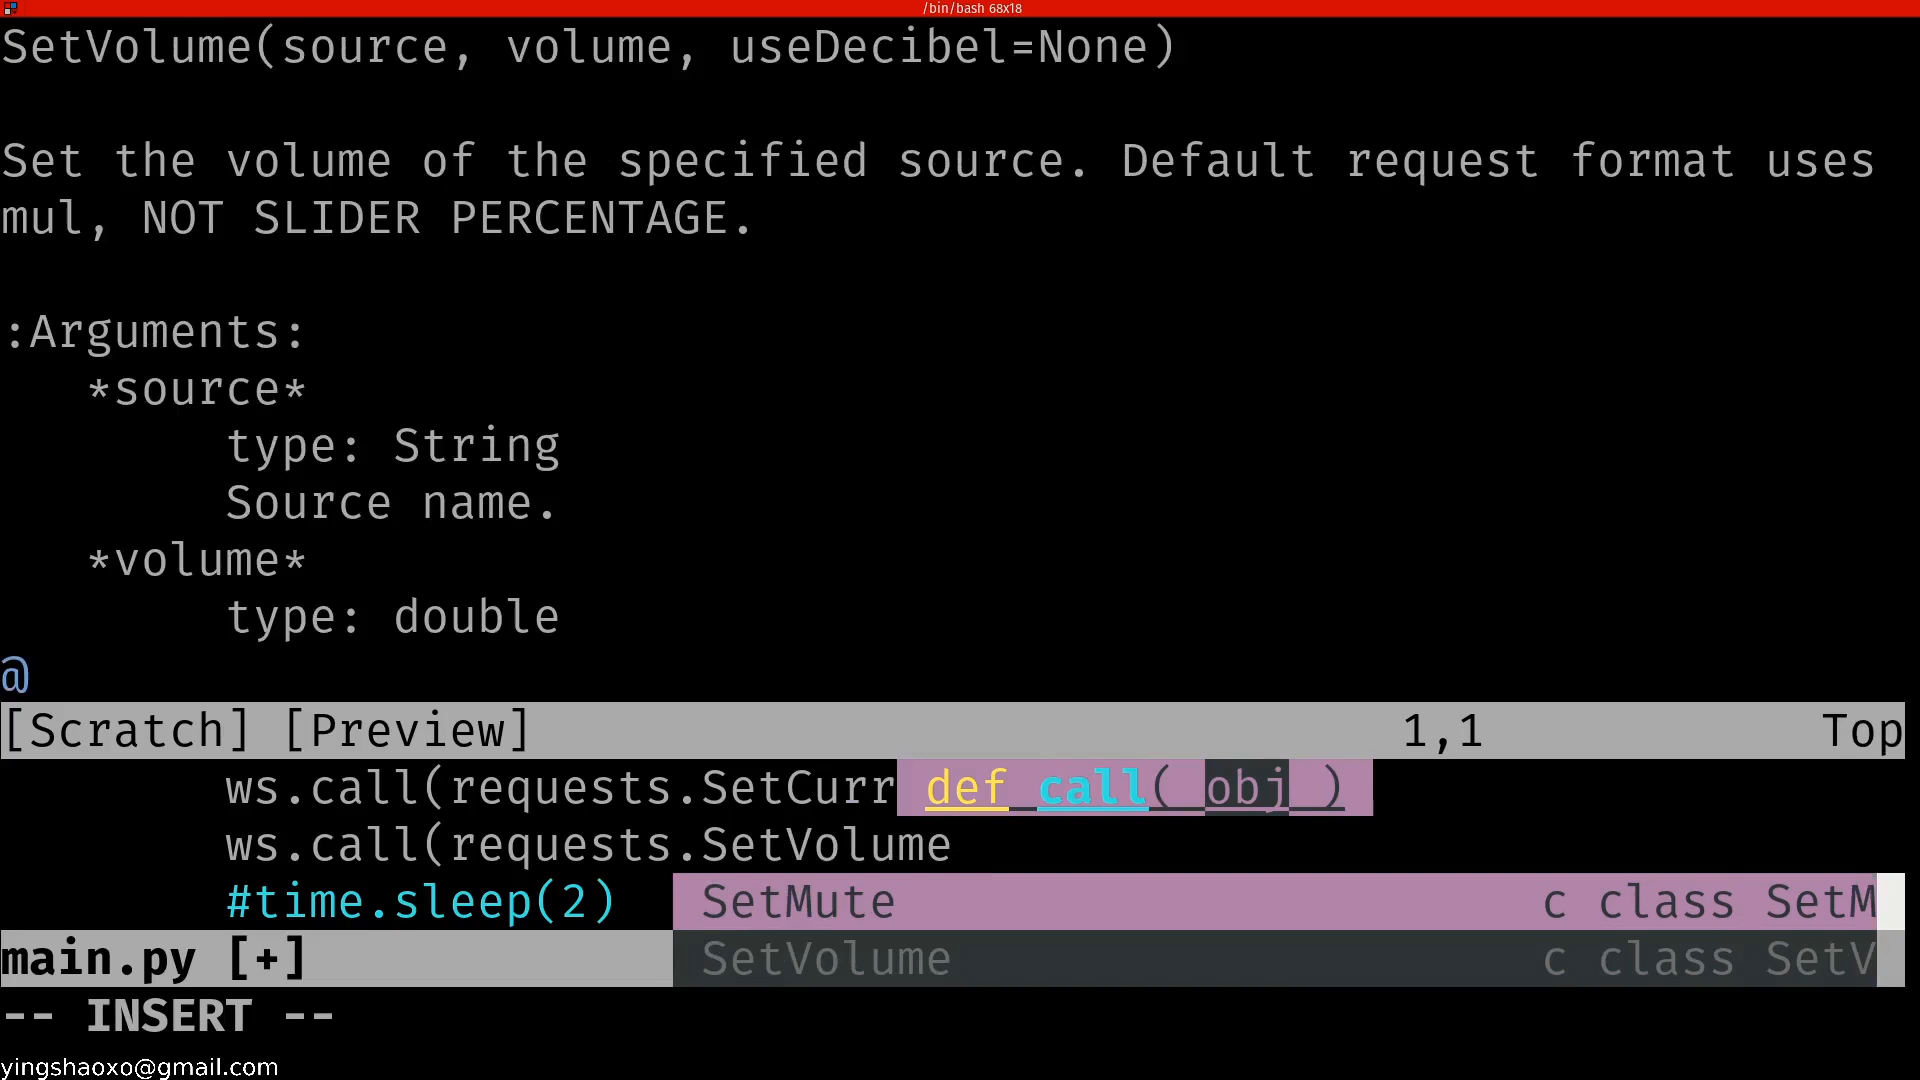 /bin/bash 68x18
SetVolume(source, volume, useDecibel=None)
Set the volume of the specified source. Default request format uses
mul, NOT SLIDER PERCENTAGE.
:Arguments:
*source*
type: String
Source name.
*volume*
type: double
@
[Scratch] [Preview] 1,1 Top
ws.call(requests.SetCurr def call( obj )
ws.call(requests.SetVolume
#time.sleep(2) SetMute c class SetM
main.py [+] SetVolume c class SetV
-- INSERT --
yingshaoxo@gmail.com